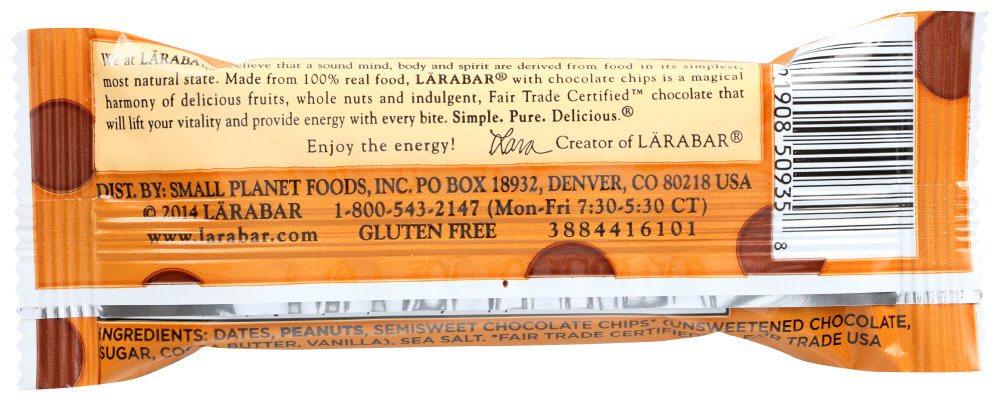 We at LÄRABA believe that a sound mind, body and spirit are derived from food in its simplest,
most natural state. Made from 100% real food, LÄRABAR® with chocolate chips is a magical
harmony of delicious fruits, whole nuts and indulgent, Fair Trade Certified™ chocolate that
will lift your vitality and provide energy with every bite. Simple. Pure. Delicious.®
Enjoy the energy! Lara Creator of LÄRABAR®
DIST. BY: SMALL PLANET FOODS, INC. PO BOX 18932, DENVER, CO 80218 USA
© 2014 LÄRABAR 1-800-543-2147 (Mon-Fri 7:30-5:30 CT)
www.larabar.com GLUTEN FREE 3884416101
21908 50935 8
INGREDIENTS: DATES, PEANUTS, SEMISWEET CHOCOLATE CHIPS* (UNSWEETENED CHOCOLATE,
SUGAR, COCOA BUTTER, VANILLA), SEA SALT. *FAIR TRADE CERTIFIED TRADE USA